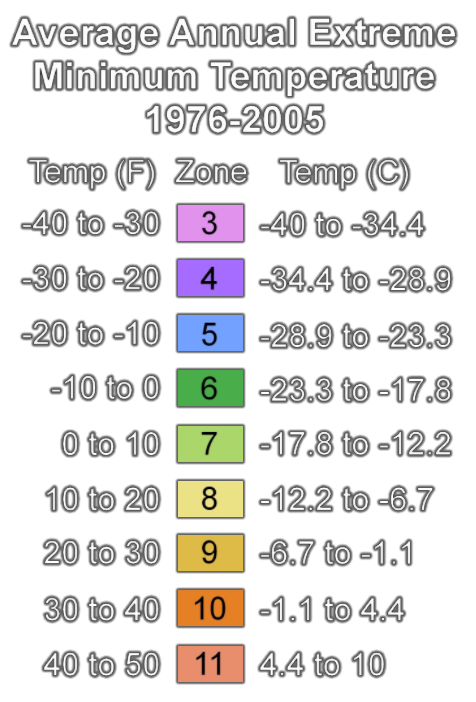 Average Annual Extreme
Minimum Temperature
1976-2005
Temp (F) Zone Temp (C)
-40 to -30 3 -40 to -34.4
-30 to -20 4 -34.4 to -28.9
-20 to -10 5 -28.9 to -23.3
-10 to 0 6 -23.3 to -17.8
0 to 10 7 -17.8 to -12.2
10 to 20 8 -12.2 to -6.7
20 to 30 9 -6.7 to -1.1
30 to 40 10 -1.1 to 4.4
40 to 50 11 4.4 to 10